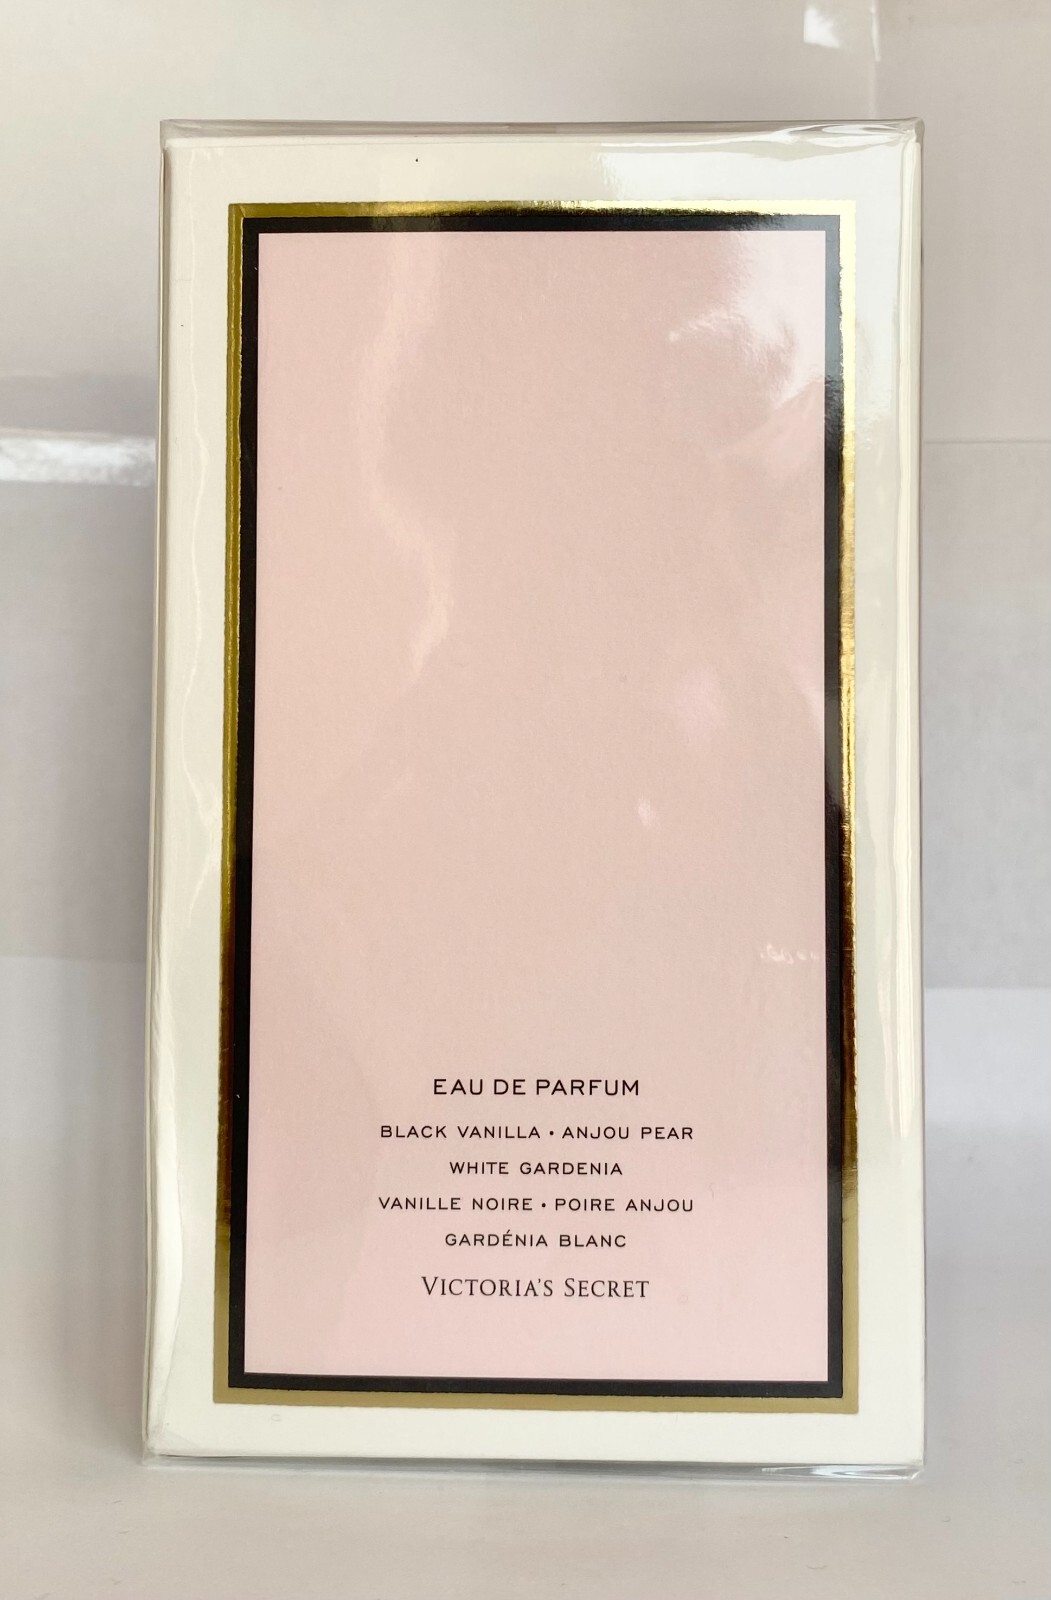 EAU DE PARFUM
BLACK VANILLA • ANJOU PEAR
WHITE GARDENIA
VANILLE NOIRE • POIRE ANJOU
GARDÉNIA BLANC
VICTORIA'S SECRET